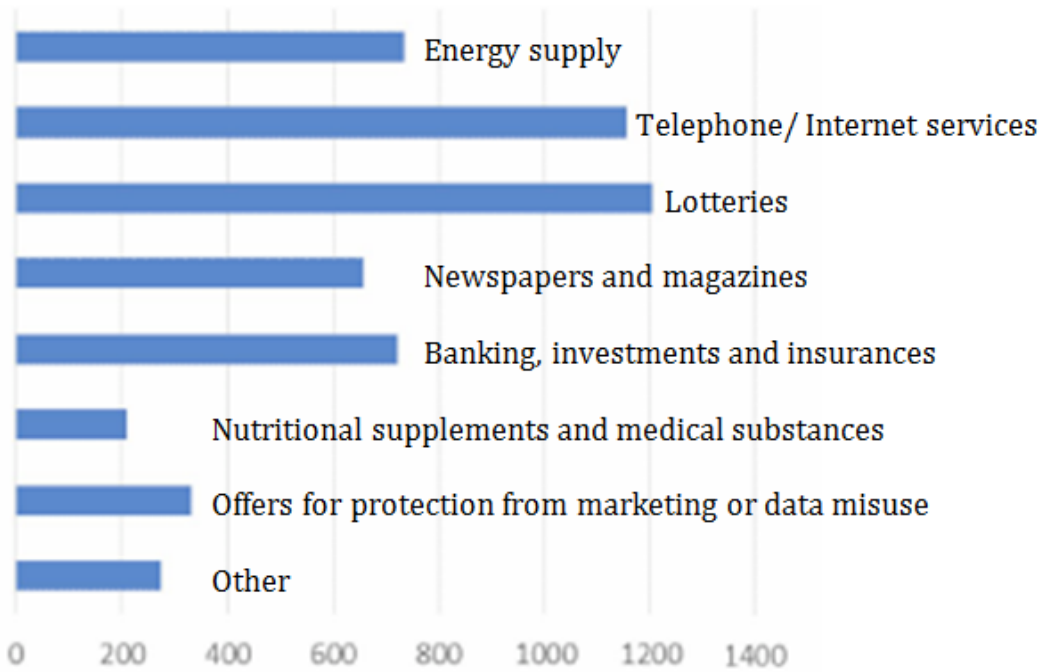 Energy supply
Telephone/ Internet services
Lotteries
Newspapers and magazines
Banking, investments and insurances
Nutritional supplements and medical substances
Offers for protection from marketing or data misuse
Other
0 200 400 600 800 1000 1200 1400